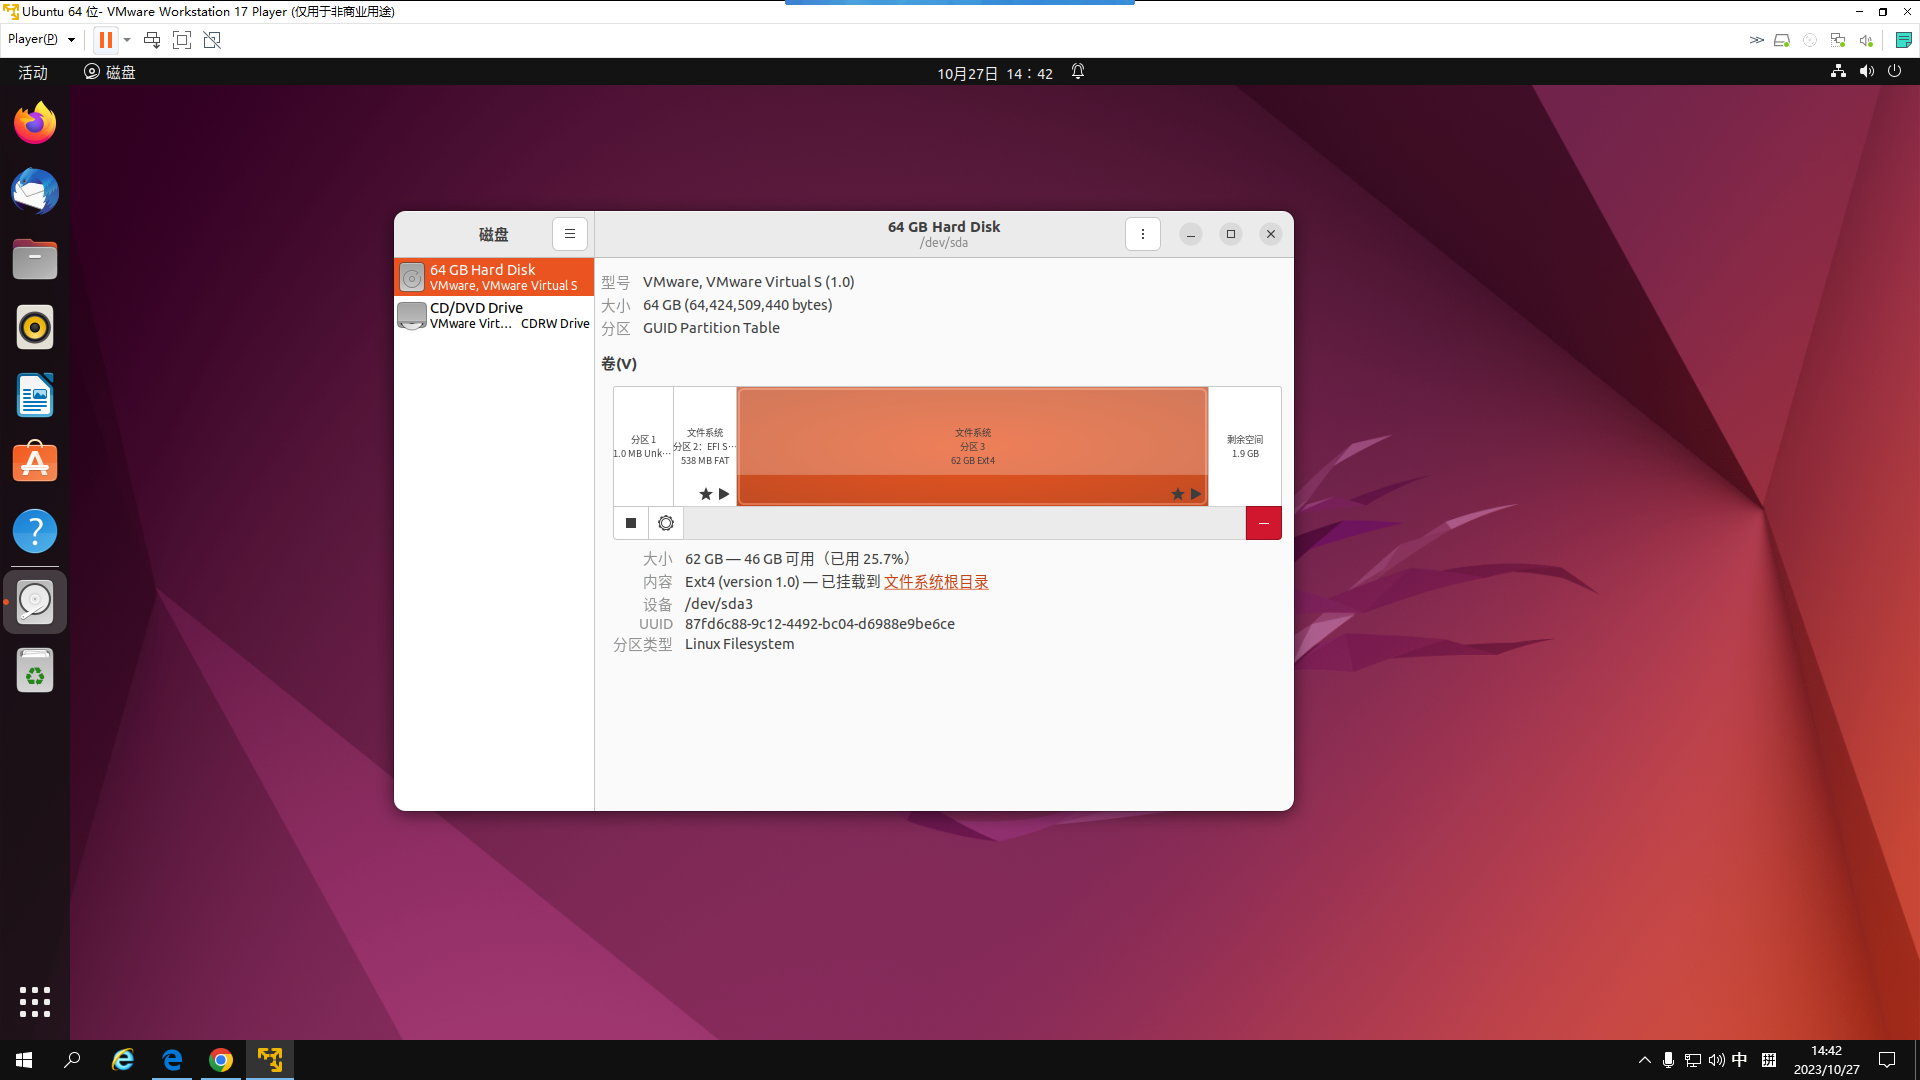 Ubuntu 64 位- VMware Workstation 17 Player (仅用于非商业用途)
Player(P)
活动
磁盘
10月27日 14：42
磁盘
64 GB Hard Disk
/dev/sda
64 GB Hard Disk
VMware, VMware Virtual S
CD/DVD Drive
VMware Virt… CDRW Drive
型号 VMware, VMware Virtual S (1.0)
大小 64 GB (64,424,509,440 bytes)
分区 GUID Partition Table
卷(V)
分区 1
1.0 MB Unk…
文件系统
分区 2：EFI S…
538 MB FAT
文件系统
分区 3
62 GB Ext4
剩余空间
1.9 GB
大小 62 GB — 46 GB 可用（已用 25.7%）
内容 Ext4 (version 1.0) — 已挂载到 文件系统根目录
设备 /dev/sda3
UUID 87fd6c88-9c12-4492-bc04-d6988e9be6ce
分区类型 Linux Filesystem
中
拼
14:42
2023/10/27